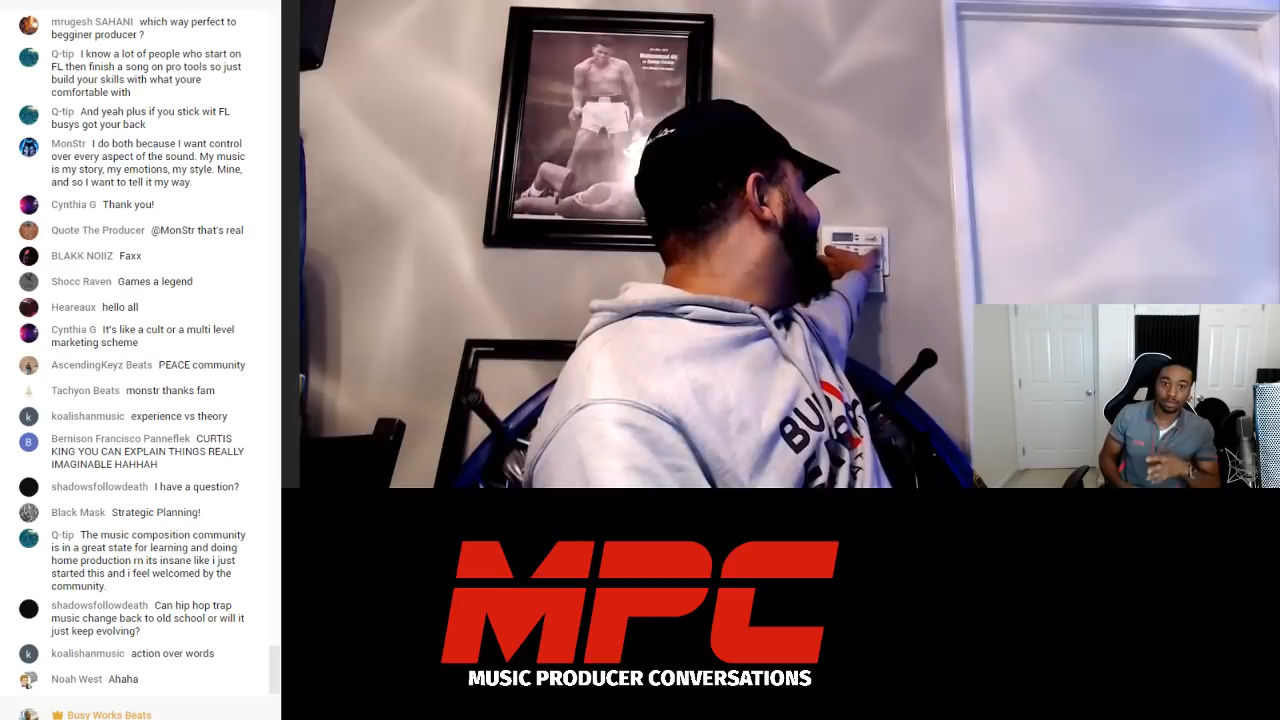 mrugesh SAHANI which way perfect to
begginer producer ?
Q-tip I know a lot of people who start on
FL then finish a song on pro tools so just
build your skills with what youre
comfortable with
Q-tip And yeah plus if you stick wit FL
busys got your back
MonStr I do both because I want control
over every aspect of the sound. My music
is my story, my emotions, my style. Mine,
and so I want to tell it my way.
Cynthia G Thank you!
Quote The Producer @MonStr that's real
BLAKK NOIIZ Faxx
Shocc Raven Games a legend
Heareaux hello all
Cynthia G It's like a cult or a multi level
marketing scheme
AscendingKeyz Beats PEACE community
Tachyon Beats monstr thanks fam
koalishanmusic experience vs theory
Bernison Francisco Panneflek CURTIS
KING YOU CAN EXPLAIN THINGS REALLY
IMAGINABLE HAHHAH
shadowsfollowdeath I have a question?
Black Mask Strategic Planning!
Q-tip The music composition community
is in a great state for learning and doing
home production rn its insane like i just
started this and i feel welcomed by the
community.
shadowsfollowdeath Can hip hop trap
music change back to old school or will it
just keep evolving?
koalishanmusic action over words
Noah West Ahaha
Busy Works Beats
Muhammad Ali
MPC
MUSIC PRODUCER CONVERSATIONS